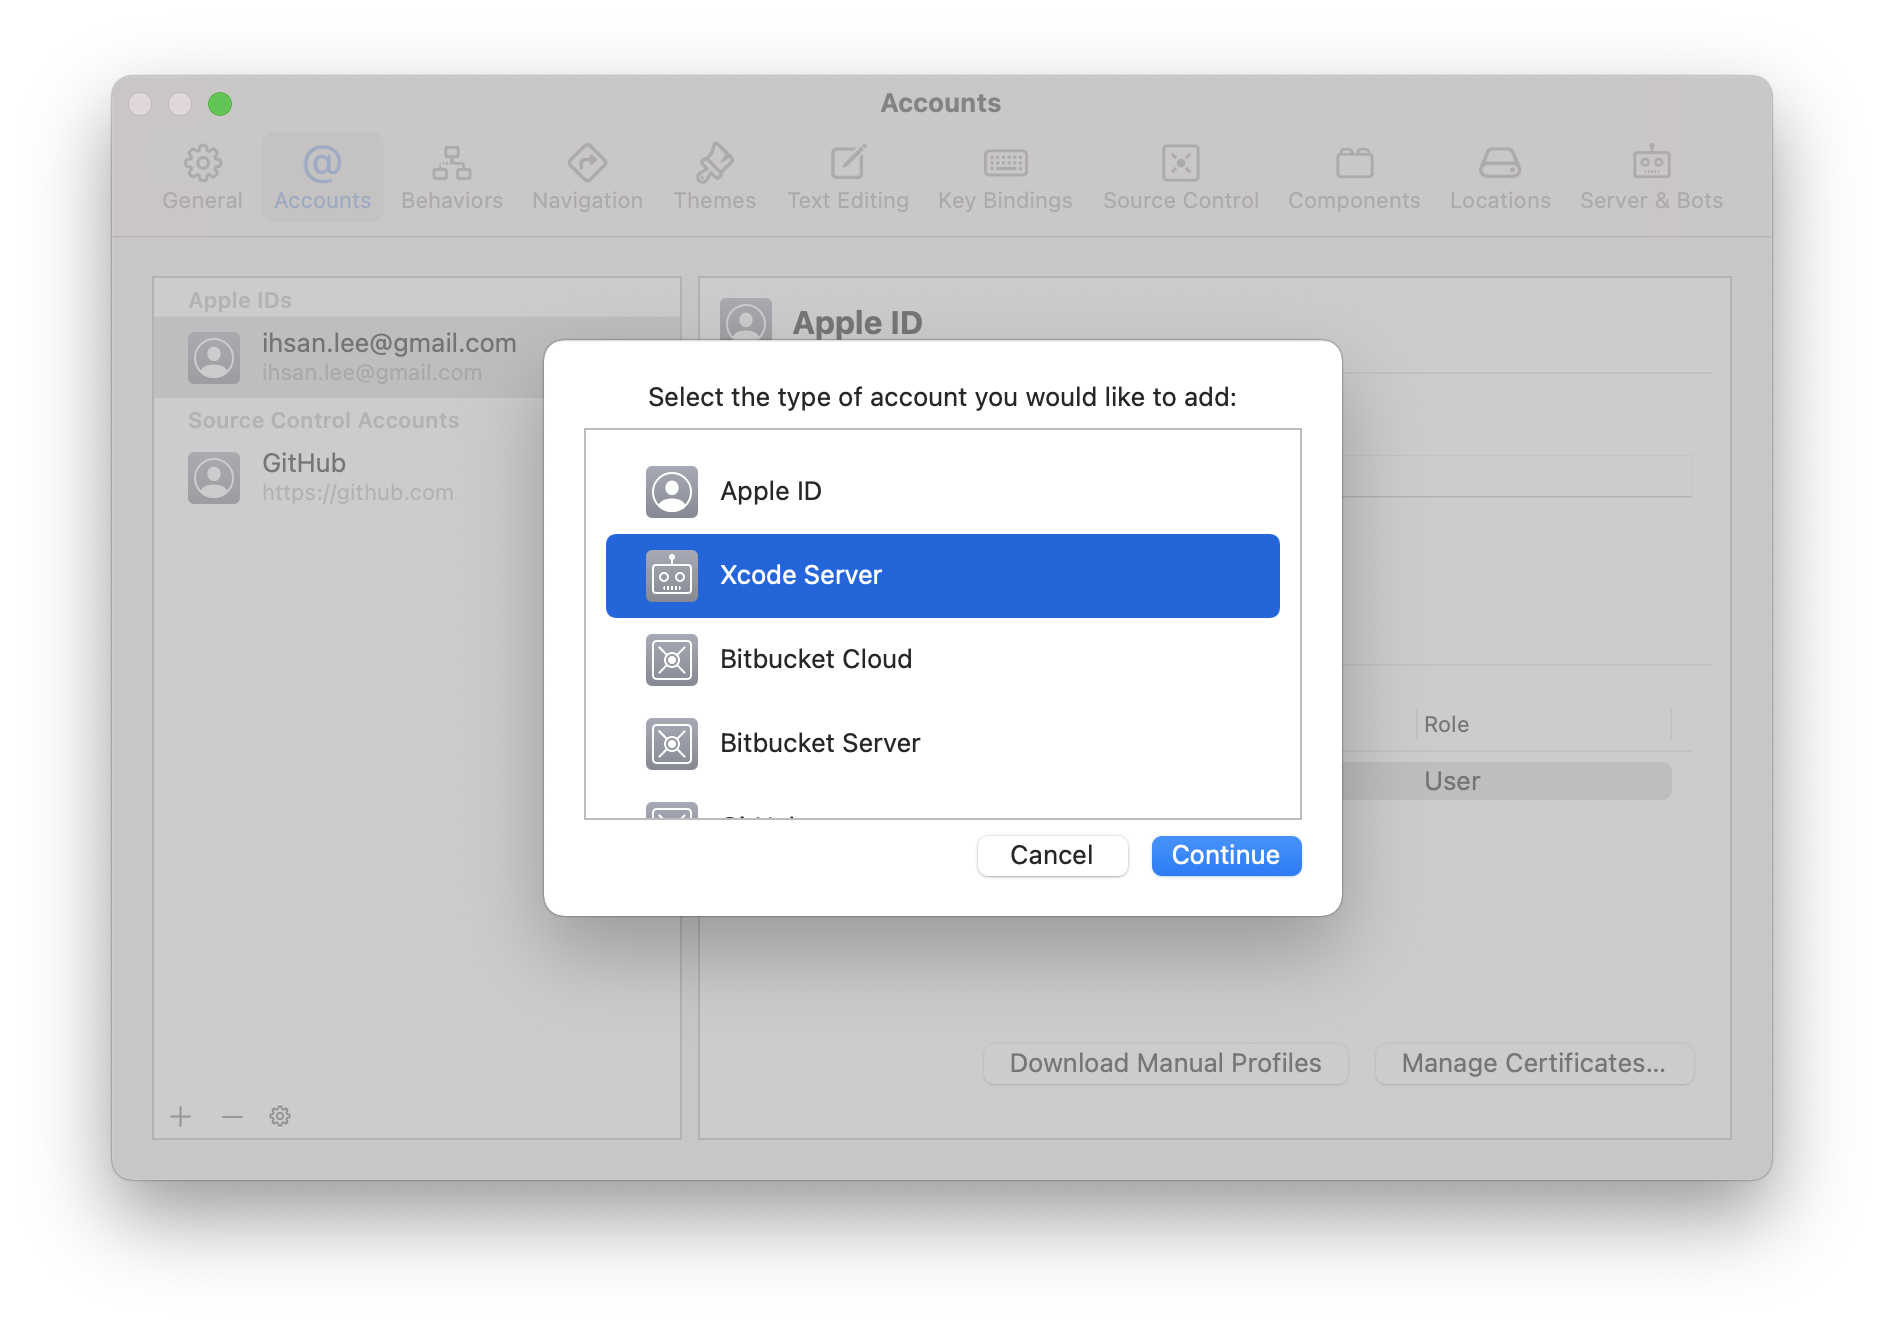 Accounts
General
Accounts
Behaviors
Navigation
Themes
Text Editing
Key Bindings
Source Control
Components
Locations
Server & Bots
Apple IDs
ihsan.lee@gmail.com
ihsan.lee@gmail.com
Source Control Accounts
GitHub
https://github.com
Apple ID
Role
User
Download Manual Profiles
Manage Certificates...
Select the type of account you would like to add:
Apple ID
Xcode Server
Bitbucket Cloud
Bitbucket Server
Cancel
Continue